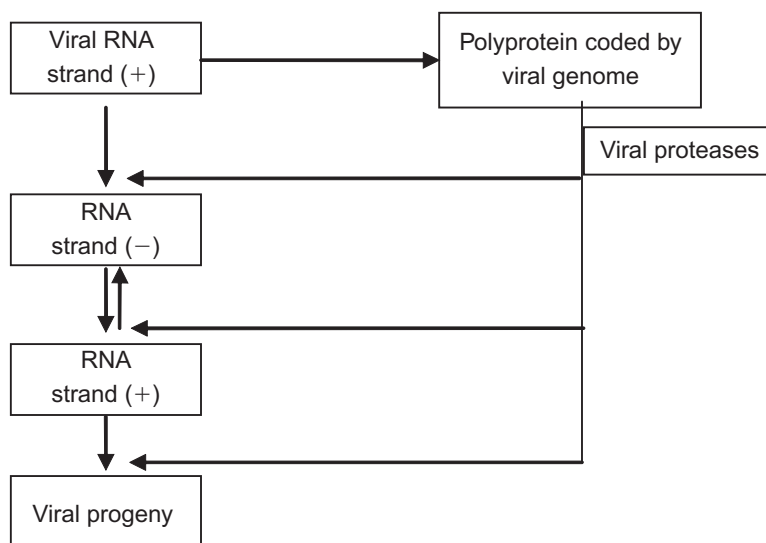 Viral RNA
strand (+)
Polyprotein coded by
viral genome
Viral proteases
RNA
strand (−)
RNA
strand (+)
Viral progeny